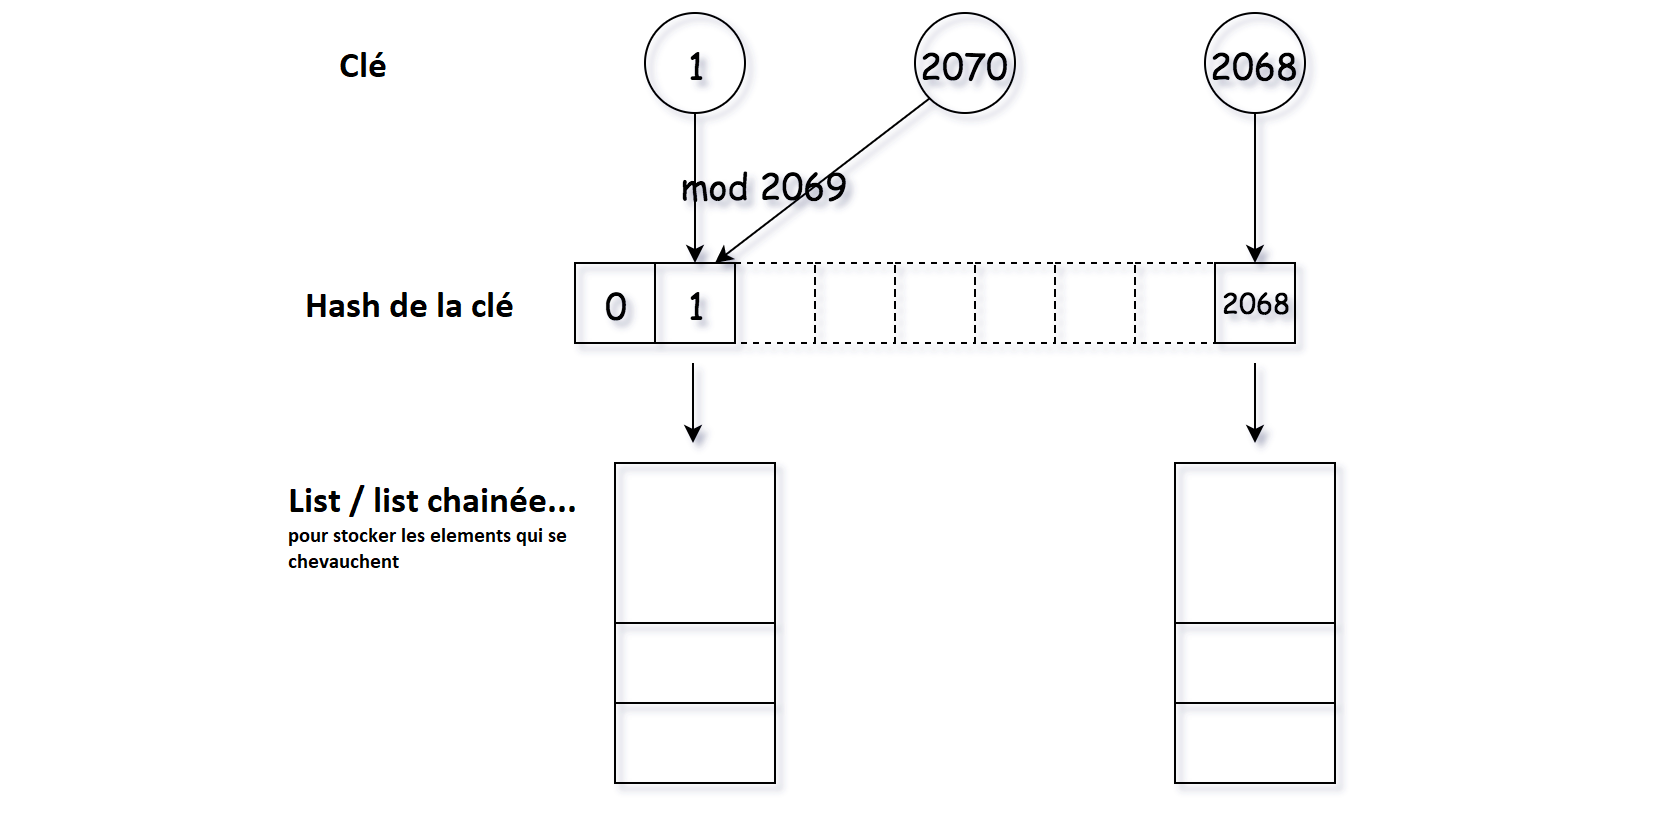 Clé
1
2070
2068
mod 2069
Hash de la clé
0
1
2068
List / list chainée...
pour stocker les elements qui se
chevauchent